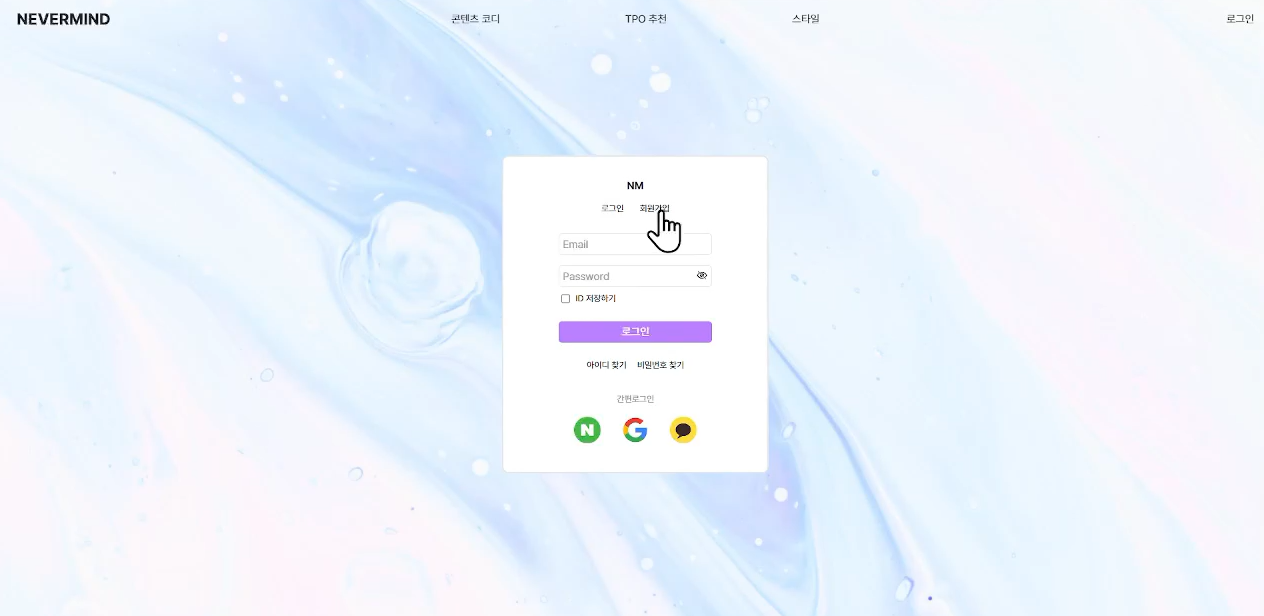 NEVERMIND 콘텐츠 코디 TPO 추천 스타일 로그인
NM
로그인 회원가입
Email
Password
ID 저장하기
로그인
아이디 찾기 비밀번호 찾기
간편로그인
N G